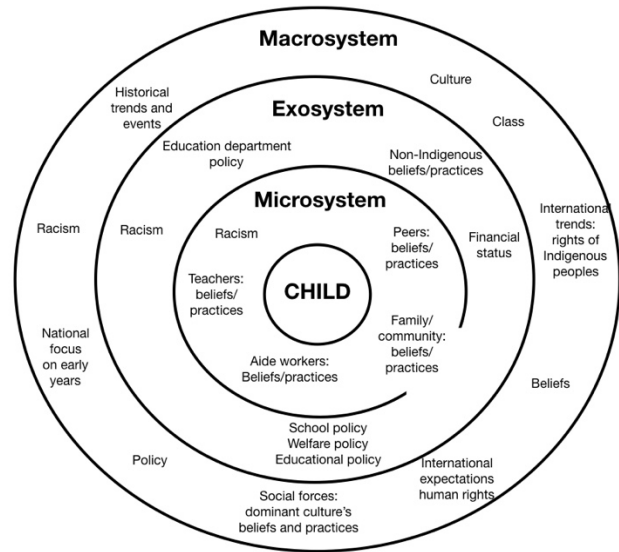 Macrosystem
Culture
Historical
trends and
events
Class
Exosystem
Education department
policy
Non-Indigenous
beliefs/practices
Microsystem
International
trends:
rights of
Indigenous
peoples
Racism
Racism
Racism
Peers:
beliefs/
practices
Financial
status
Teachers:
beliefs/
practices
CHILD
Family/
community:
beliefs/
practices
National
focus
on early
years
Aide workers:
Beliefs/practices
Beliefs
School policy
Welfare policy
Educational policy
Policy
International
expectations
human rights
Social forces:
dominant culture's
beliefs and practices